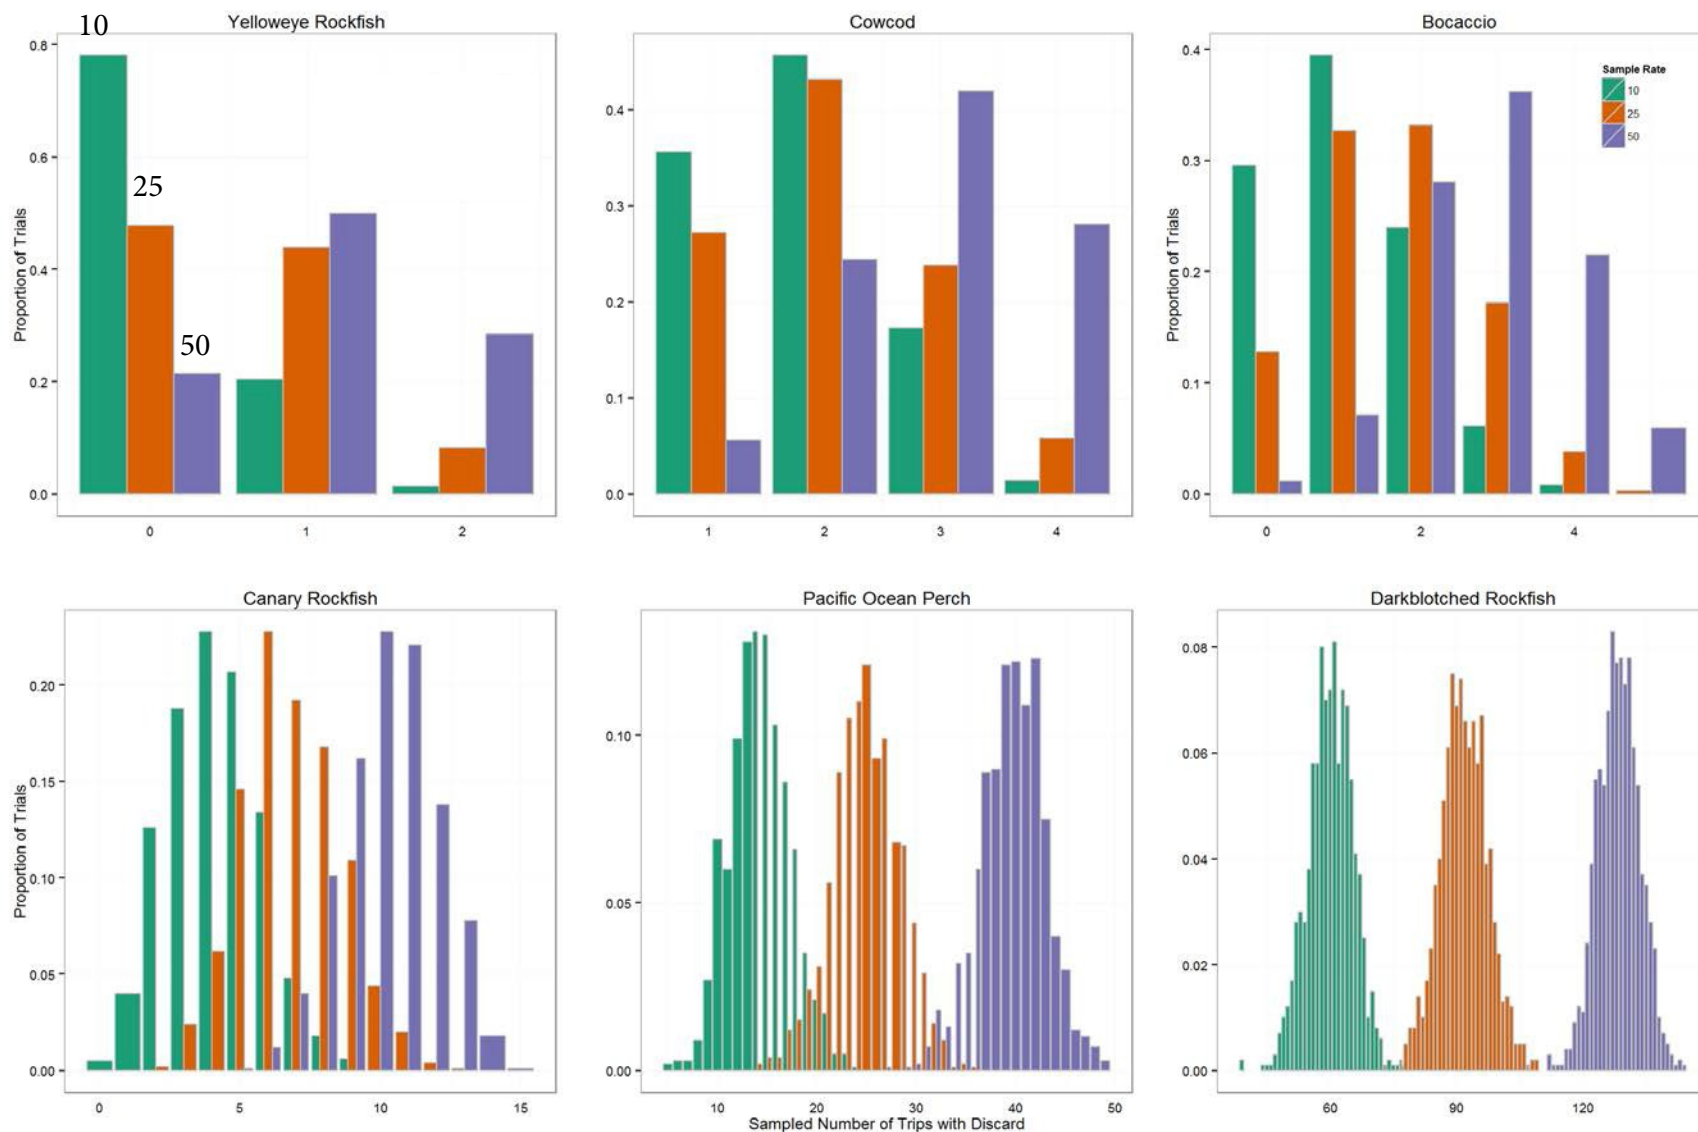 10
Yelloweye Rockfish
Cowcod
Bocaccio
0.8
0.6
0.4
0.2
0.0
Proportion of Trials
25
50
0 1 2
0.4
0.3
0.2
0.1
0.0
1 2 3 4
0.4
0.3
0.2
0.1
0.0
Proportion of Trials
Sample Rate
10
25
50
0 2 4
Canary Rockfish
Pacific Ocean Perch
Darkblotched Rockfish
0.20
0.15
0.10
0.05
0.00
Proportion of Trials
0 5 10 15
0.10
0.05
0.00
10 20 30 40 50
0.08
0.06
0.04
0.02
0.00
60 90 120
Sampled Number of Trips with Discard